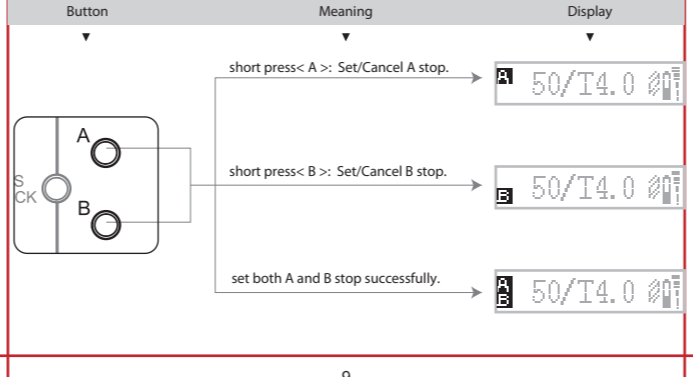 Button Meaning Display
short press< A >: Set/Cancel A stop.
A 50/T4.0
A
short press< B >: Set/Cancel B stop.
S
CK
B
B 50/T4.0
set both A and B stop successfully.
A
B 50/T4.0